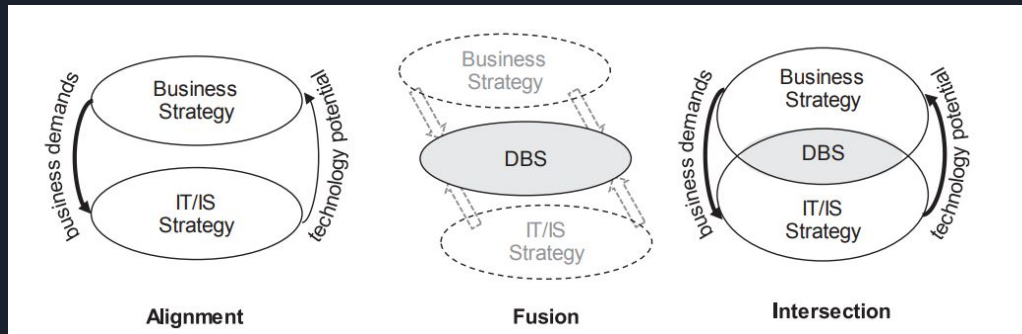 business demands
Business
Strategy
IT/IS
Strategy
technology potential
Alignment
Business
Strategy
DBS
IT/IS
Strategy
Fusion
business demands
Business
Strategy
DBS
IT/IS
Strategy
technology potential
Intersection